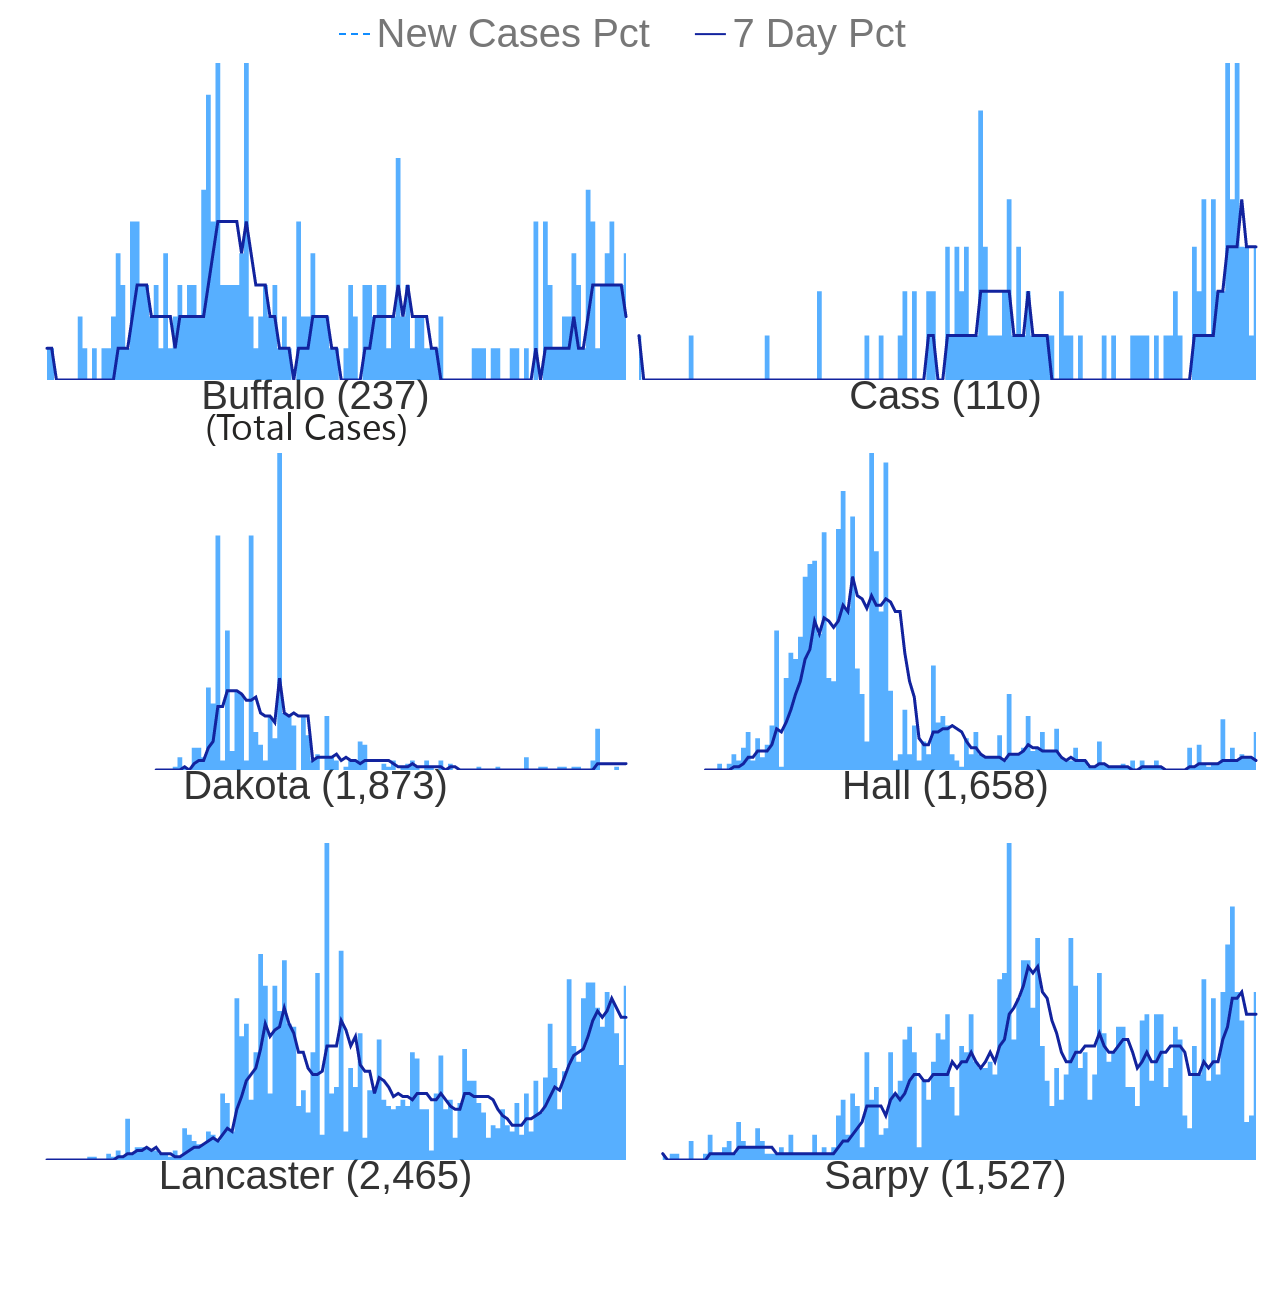 New Cases Pct 7 Day Pct
Buffalo (237) Cass (110)
(Total Cases)
Dakota (1,873) Hall (1,658)
Lancaster (2,465) Sarpy (1,527)